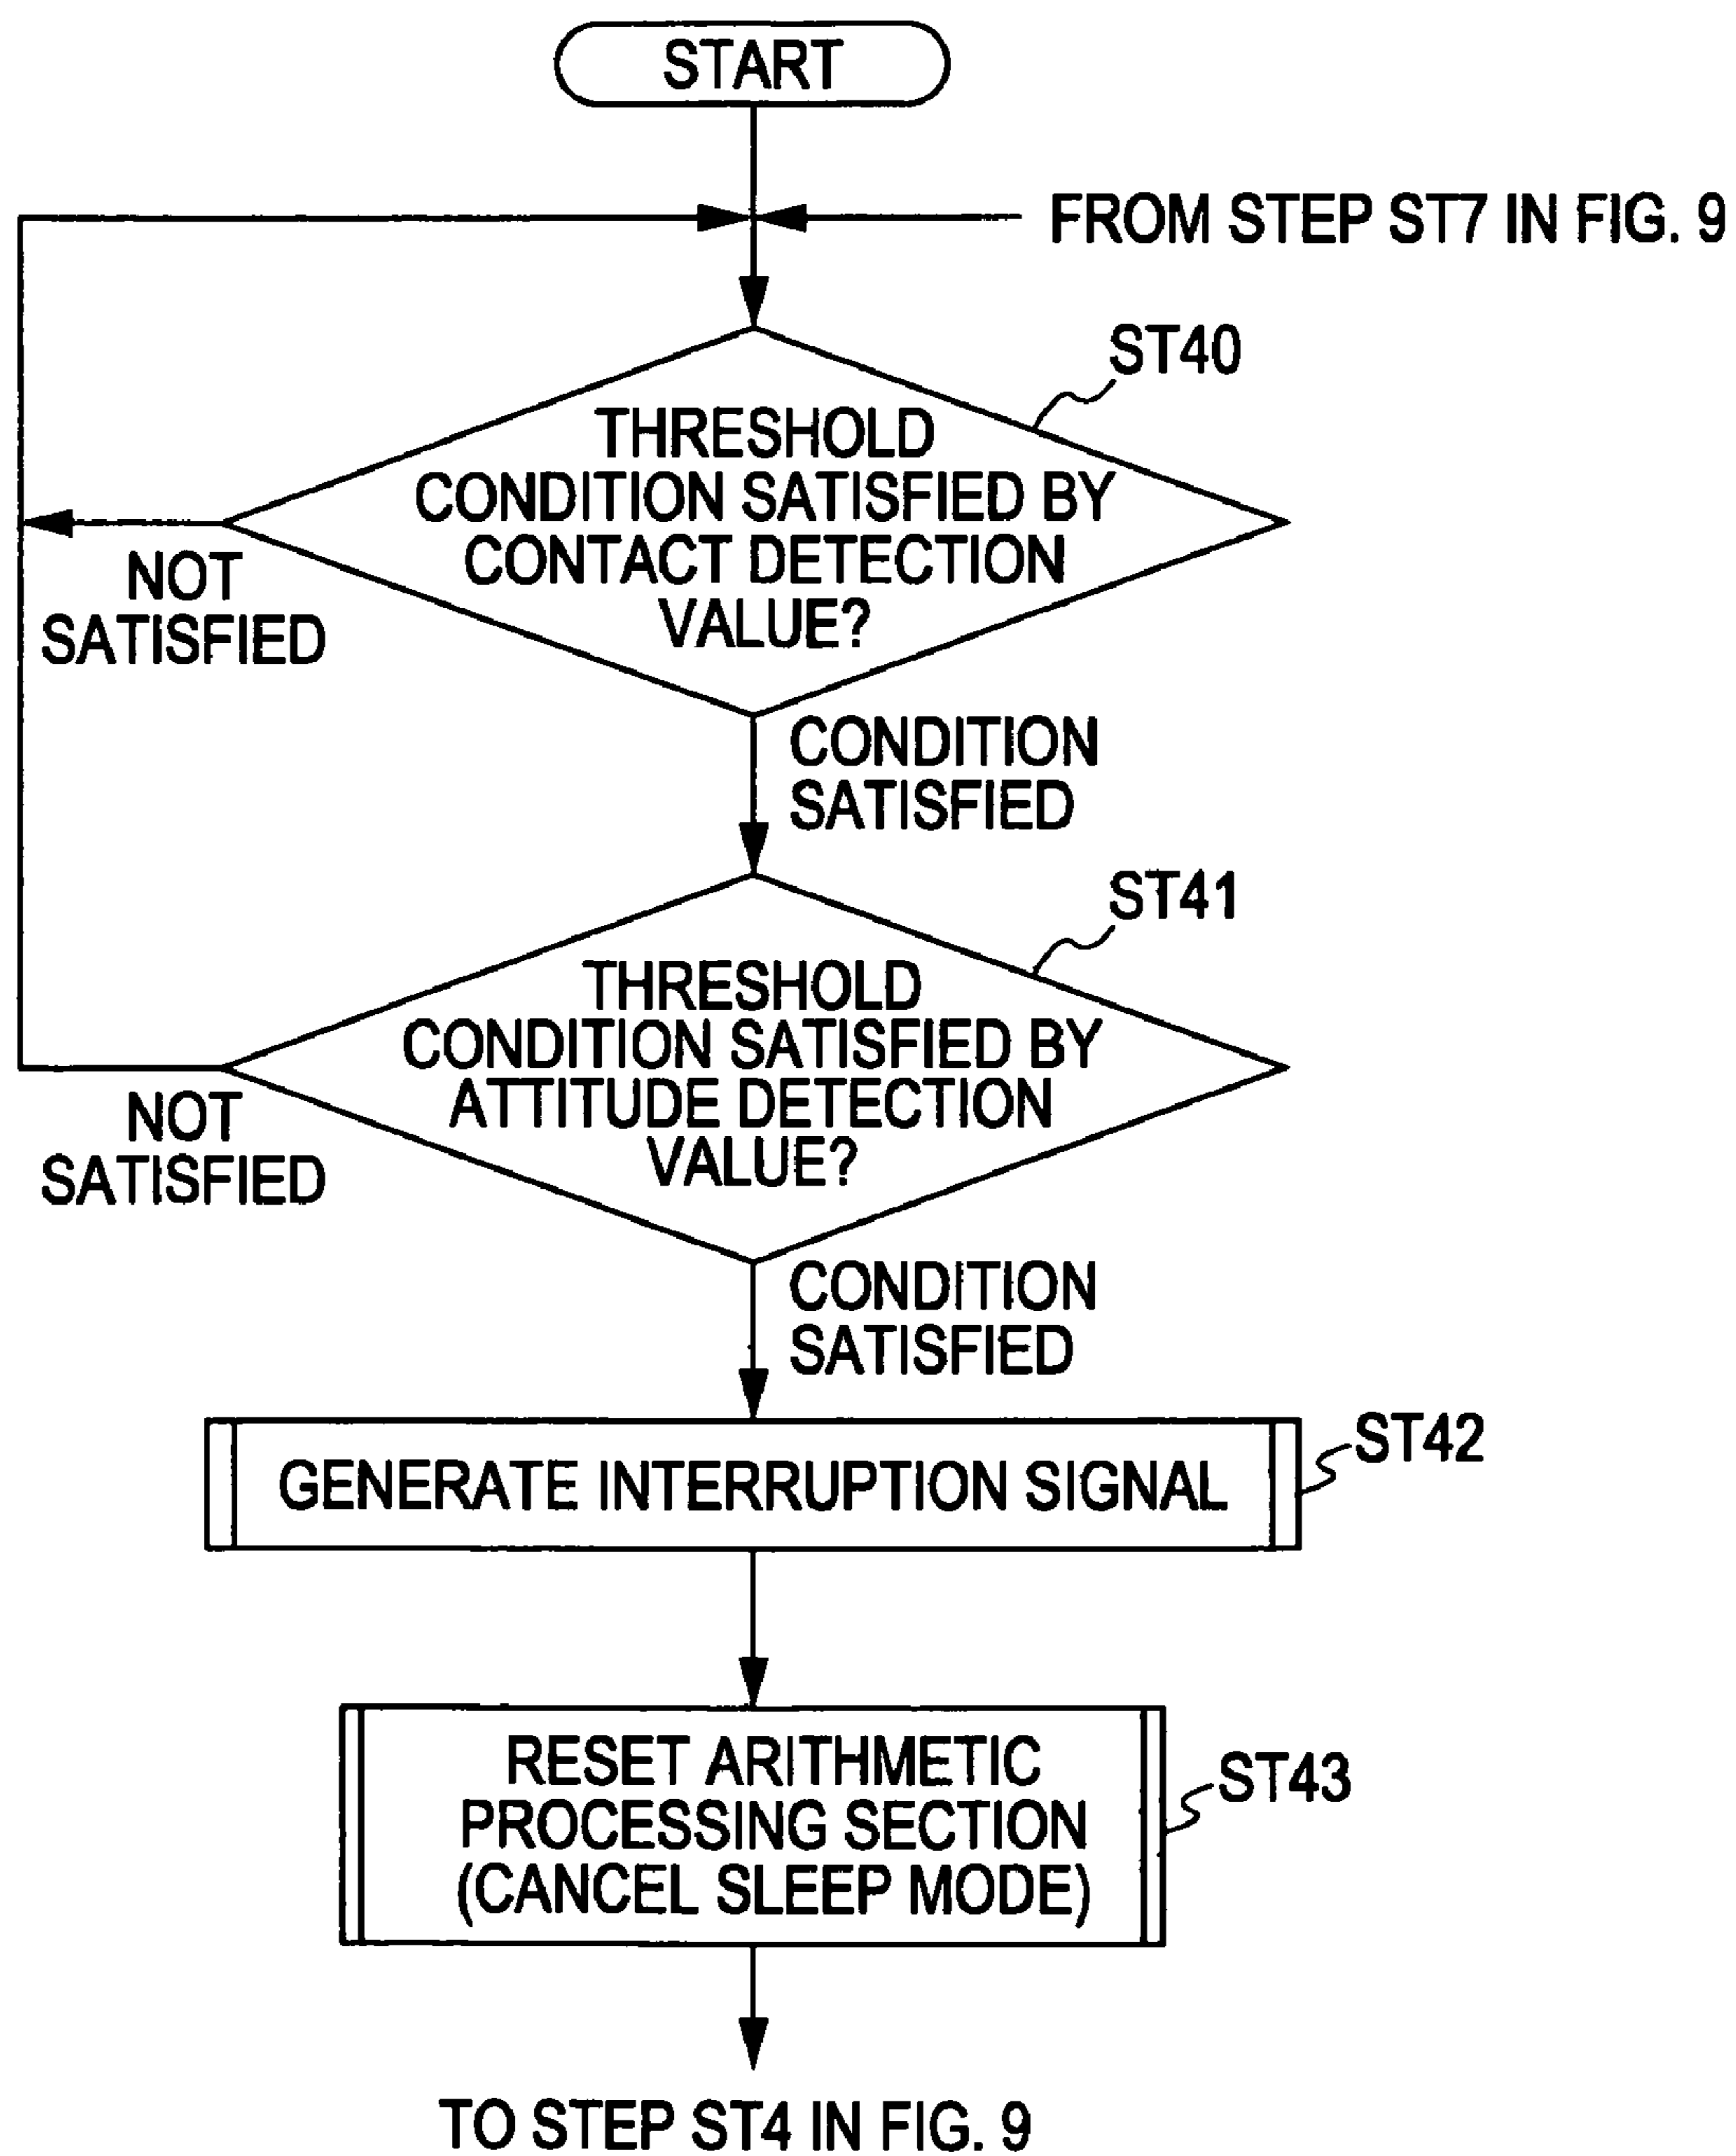 START
FROM STEP ST7 IN FIG. 9
ST40
THRESHOLD
CONDITION SATISFIED BY
CONTACT DETECTION
VALUE?
NOT
SATISFIED
CONDITION
SATISFIED
ST41
THRESHOLD
CONDITION SATISFIED BY
ATTITUDE DETECTION
VALUE?
NOT
SATISFIED
CONDITION
SATISFIED
ST42
GENERATE INTERRUPTION SIGNAL
ST43
RESET ARITHMETIC
PROCESSING SECTION
(CANCEL SLEEP MODE)
TO STEP ST4 IN FIG. 9